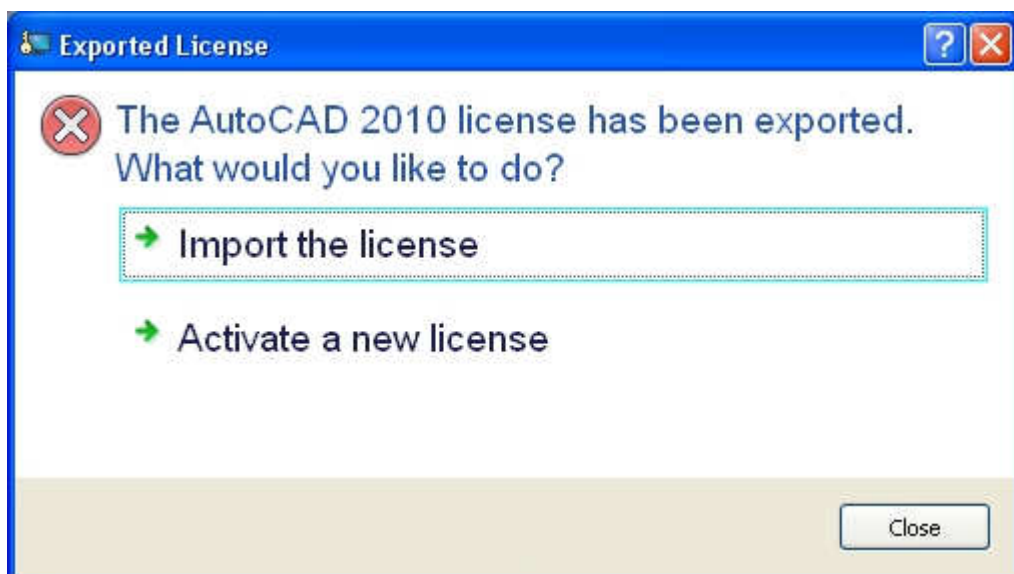 Exported License
The AutoCAD 2010 license has been exported.
What would you like to do?
Import the license
Activate a new license
Close